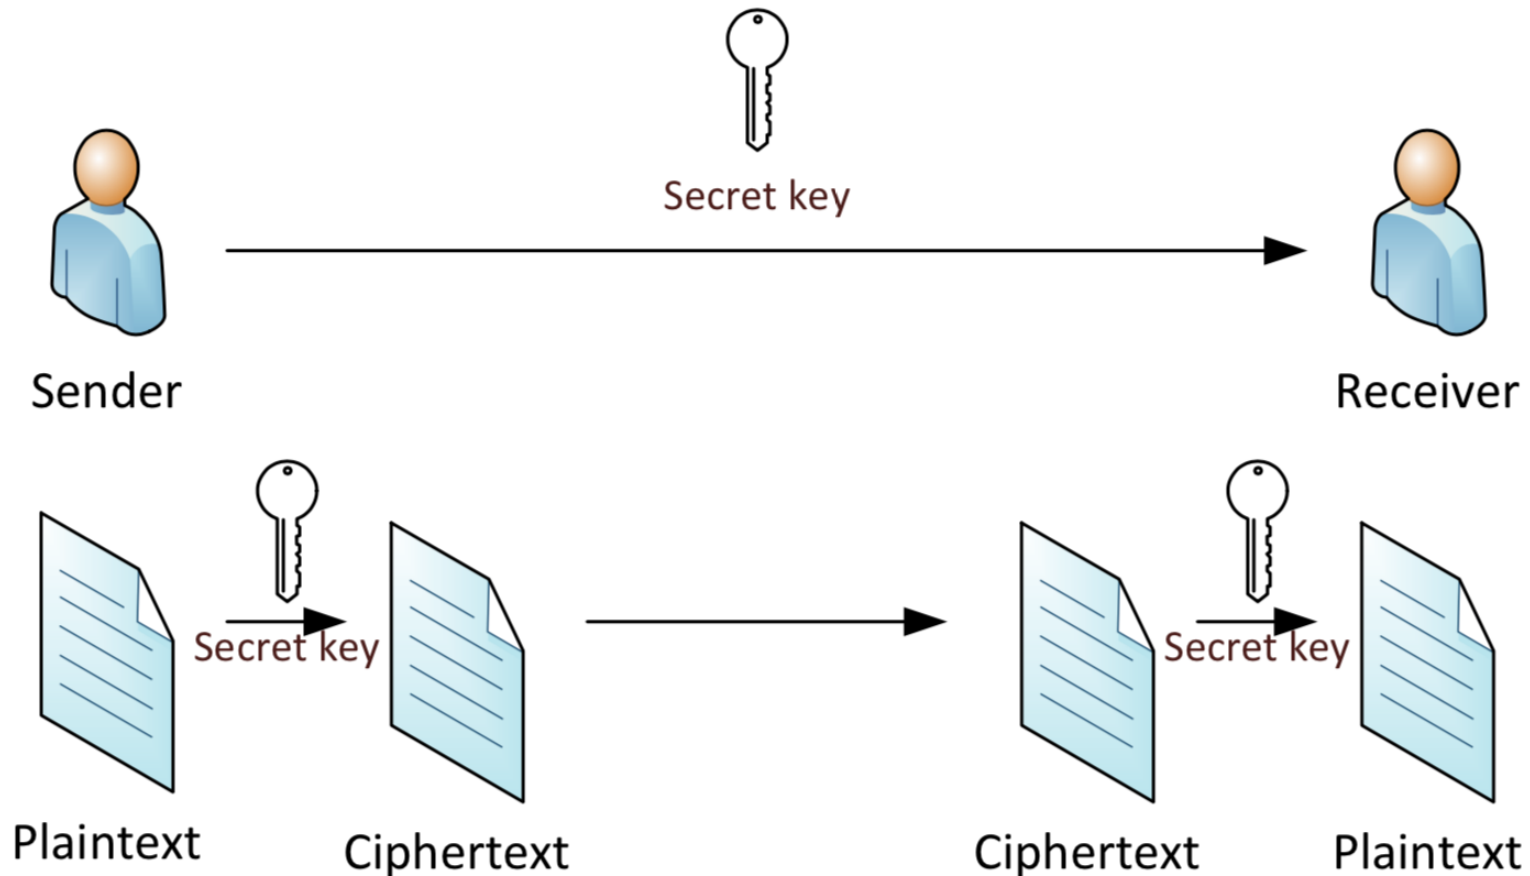 Secret key
Sender
Receiver
Secret key
Secret key
Plaintext
Ciphertext
Ciphertext
Plaintext